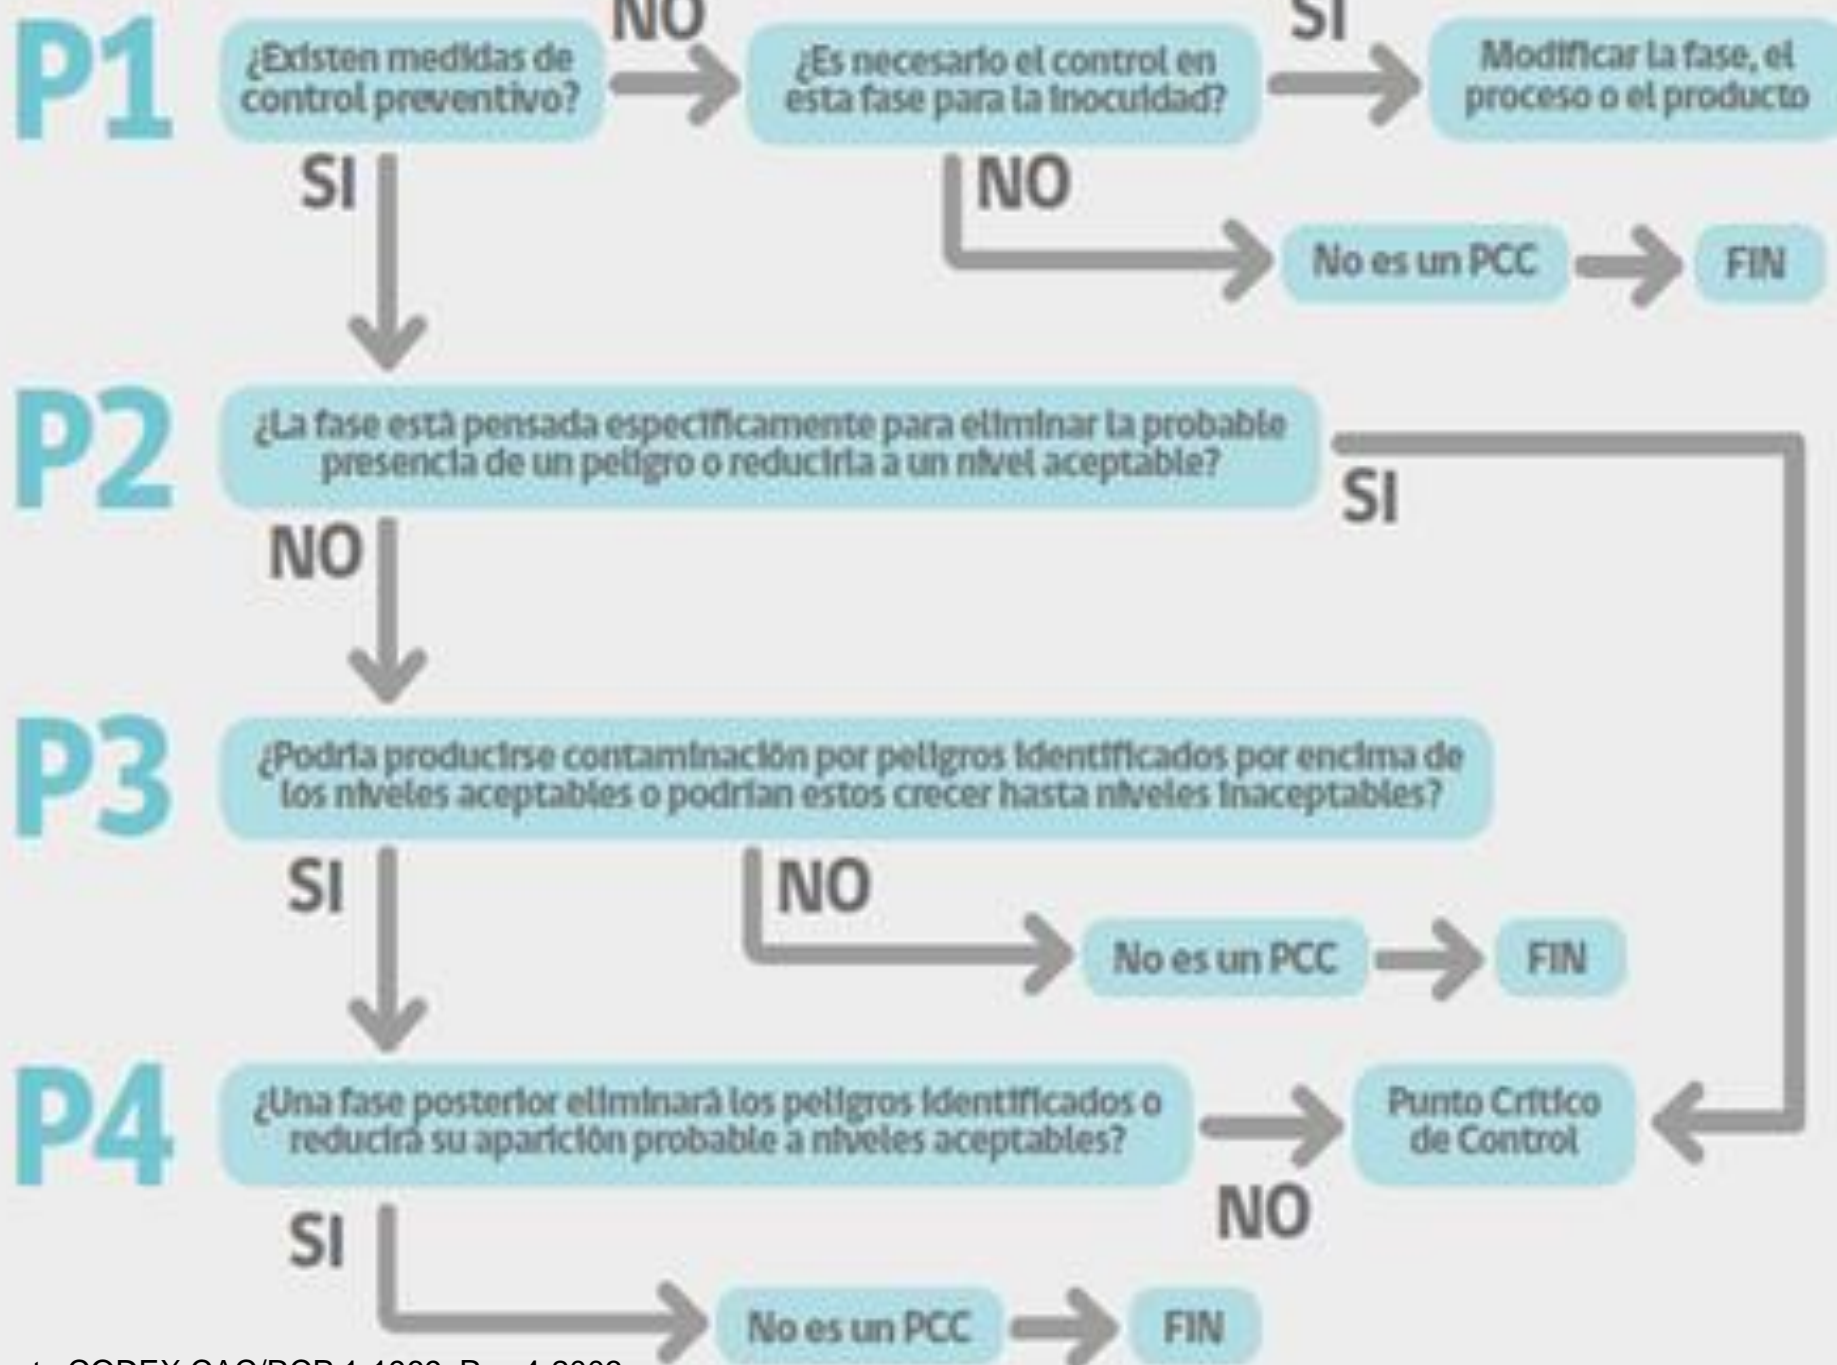 P1
¿Existen medidas de
control preventivo?
NO
¿Es necesario el control en
esta fase para la inocuidad?
SI
Modificar la fase, el
proceso o el producto
SI
NO
No es un PCC
FIN
P2
¿La fase está pensada específicamente para eliminar la probable
presencia de un peligro o reducirla a un nivel aceptable?
SI
NO
P3
¿Podría producirse contaminación por peligros identificados por encima de
los niveles aceptables o podrían estos crecer hasta niveles inaceptables?
SI
NO
No es un PCC
FIN
P4
¿Una fase posterior eliminará los peligros identificados o
reducirá su aparición probable a niveles aceptables?
Punto Crítico
de Control
NO
SI
No es un PCC
FIN
CODEX